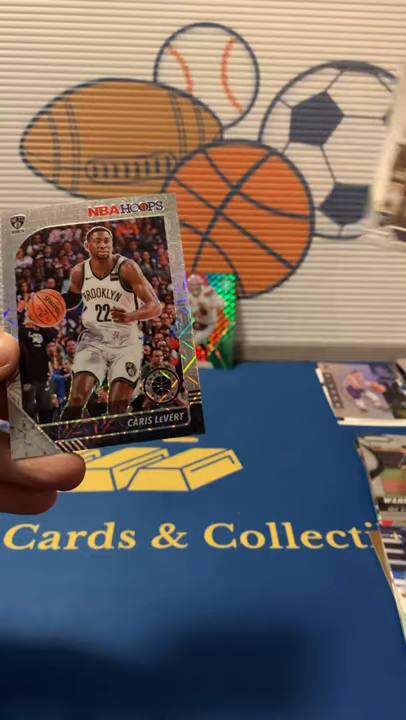 NBA HOOPS
BROOKLYN
22
CARIS LEVERT
Cards & Collecti